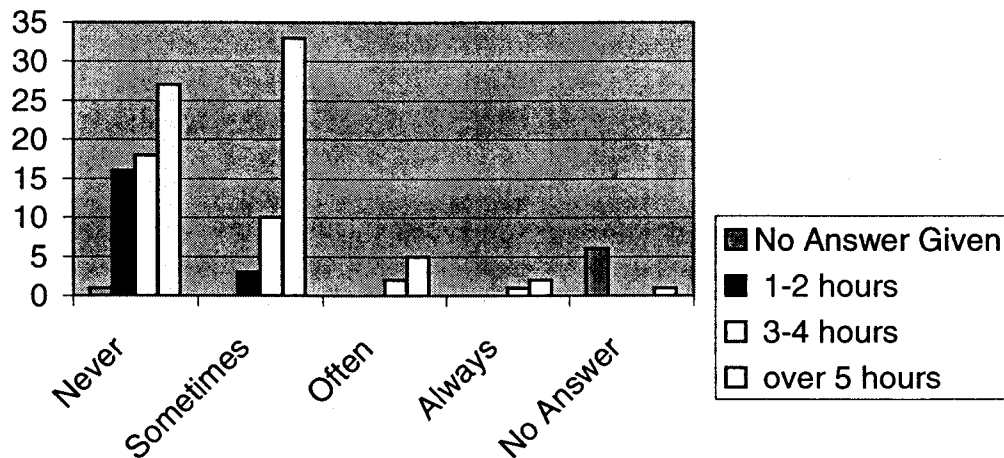 35
30
25
20
15
10
5
0
Never
Sometimes
Often
Always
No Answer
No Answer Given
1-2 hours
3-4 hours
over 5 hours